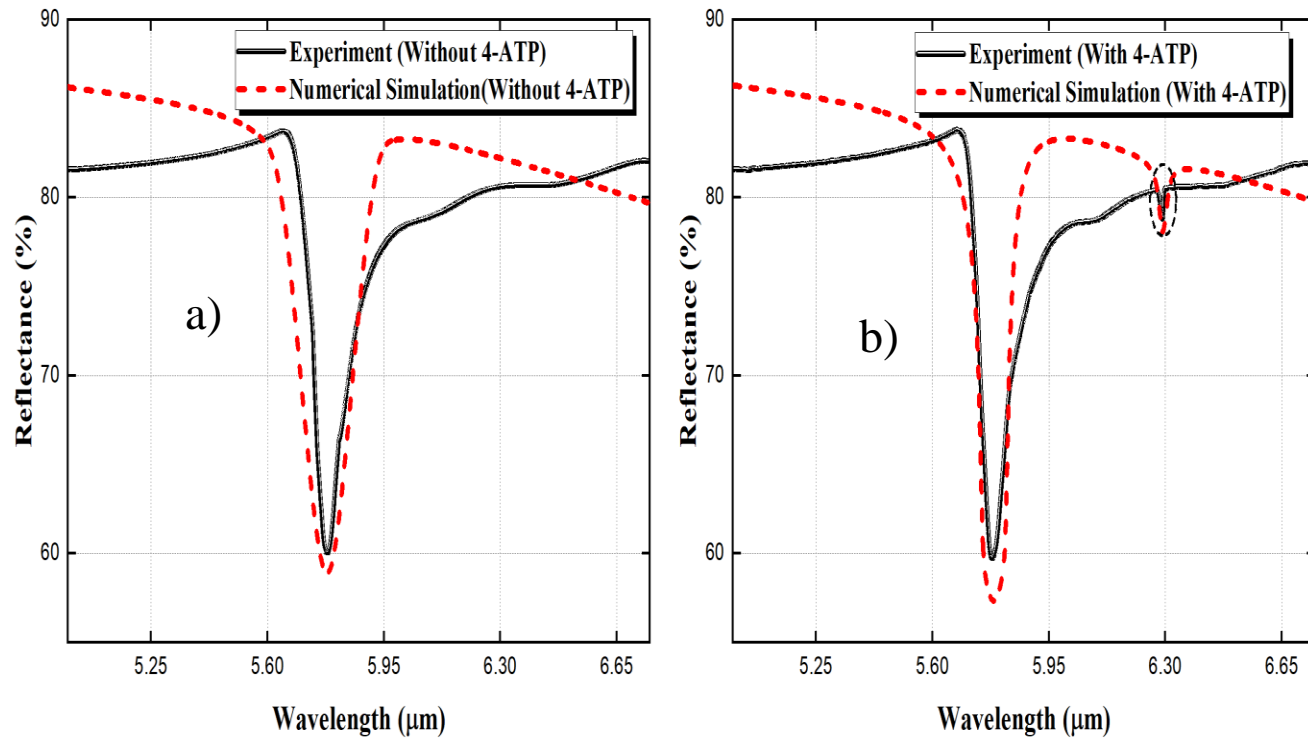 90
80
70
60
Reflectance (%)
Experiment (Without 4-ATP)
Numerical Simulation(Without 4-ATP)
a)
5.25 5.60 5.95 6.30 6.65
Wavelength (μm)
90
80
70
60
Reflectance (%)
Experiment (With 4-ATP)
Numerical Simulation (With 4-ATP)
b)
5.25 5.60 5.95 6.30 6.65
Wavelength (μm)